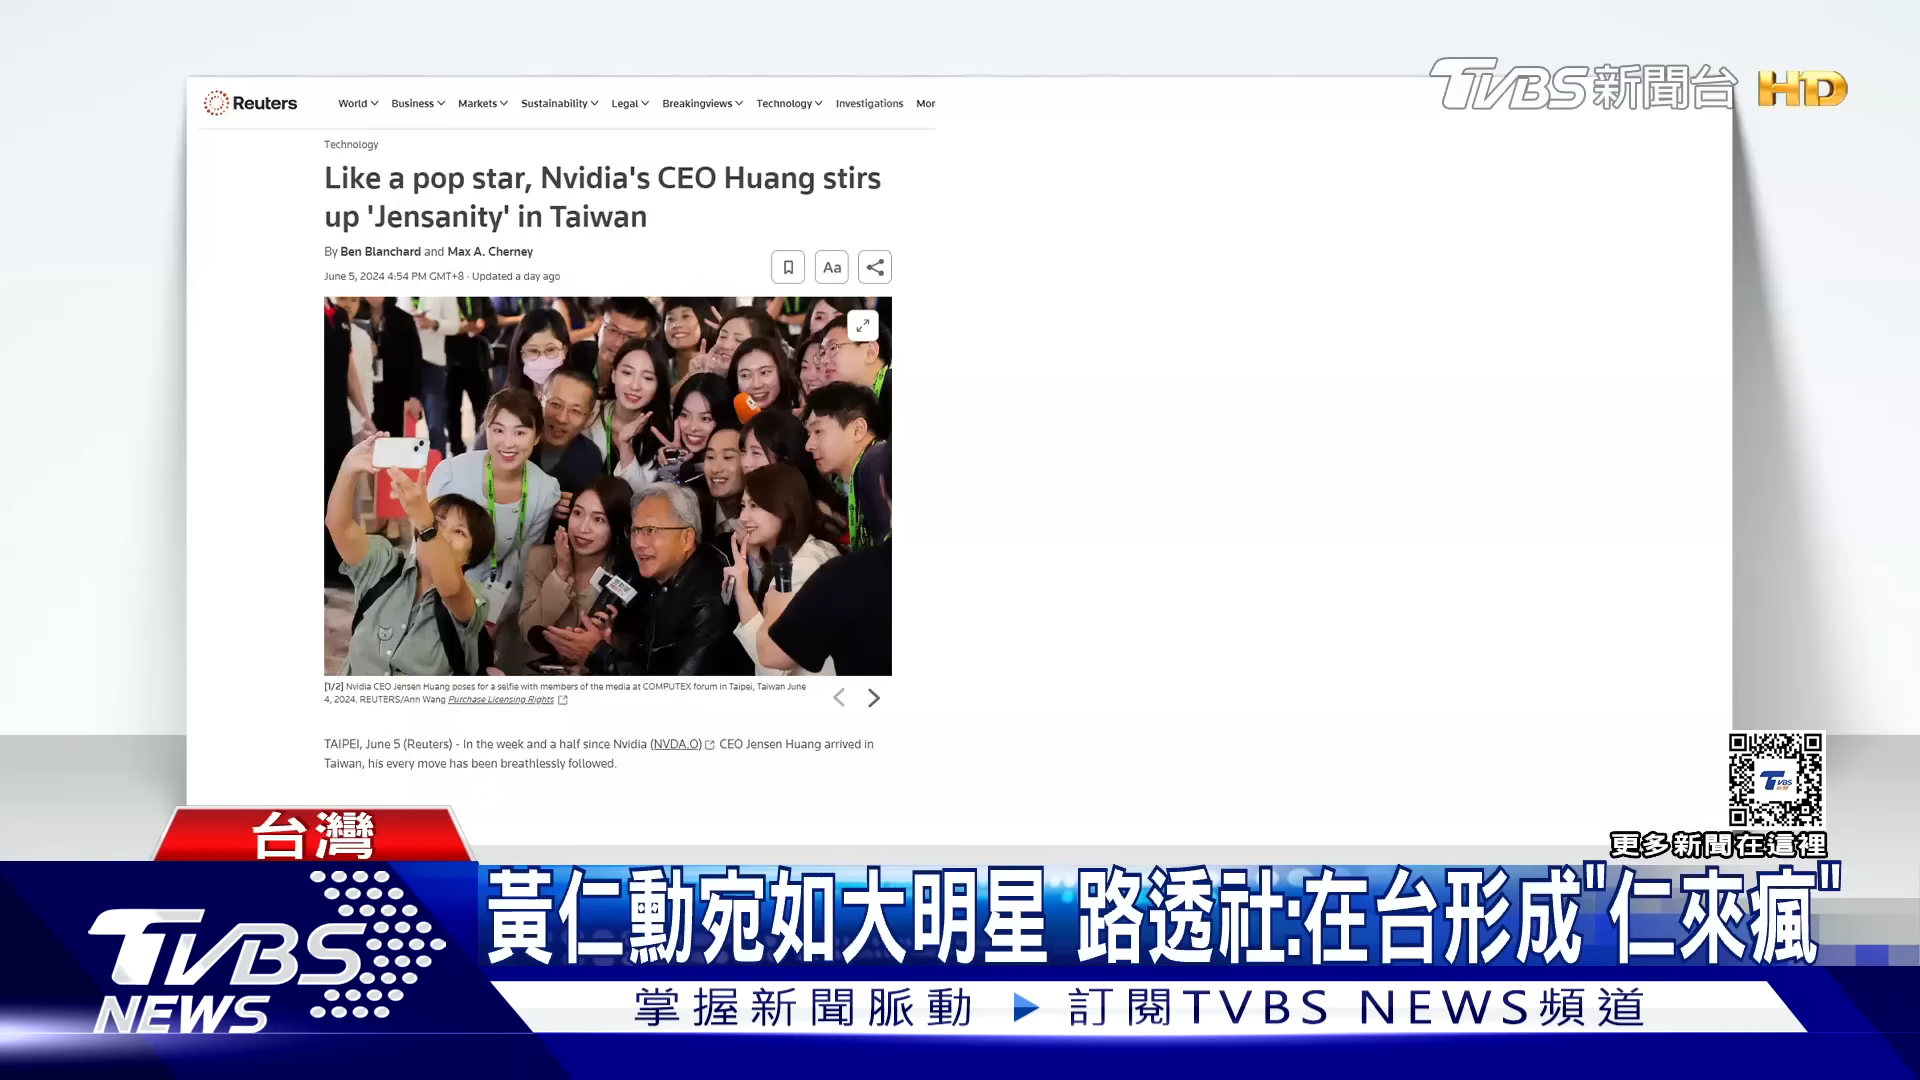 TVBS新聞台 HD
Reuters World Business Markets Sustainability Legal Breakingviews Technology Investigations Mor
Technology
Like a pop star, Nvidia's CEO Huang stirs
up 'Jensanity' in Taiwan
By Ben Blanchard and Max A. Cherney
June 5, 2024 4:54 PM GMT+8 · Updated a day ago
Aa
[1/2] Nvidia CEO Jensen Huang poses for a selfie with members of the media at COMPUTEX forum in Taipei, Taiwan June
4, 2024. REUTERS/Ann Wang Purchase Licensing Rights
TAIPEI, June 5 (Reuters) - In the week and a half since Nvidia (NVDA.O) CEO Jensen Huang arrived in
Taiwan, his every move has been breathlessly followed.
TVBS
新聞
更多新聞在這裡
台灣
黃仁勳宛如大明星 路透社:在台形成"仁來瘋"
TVBS
NEWS
掌握新聞脈動 ▶ 訂閱TVBS NEWS頻道